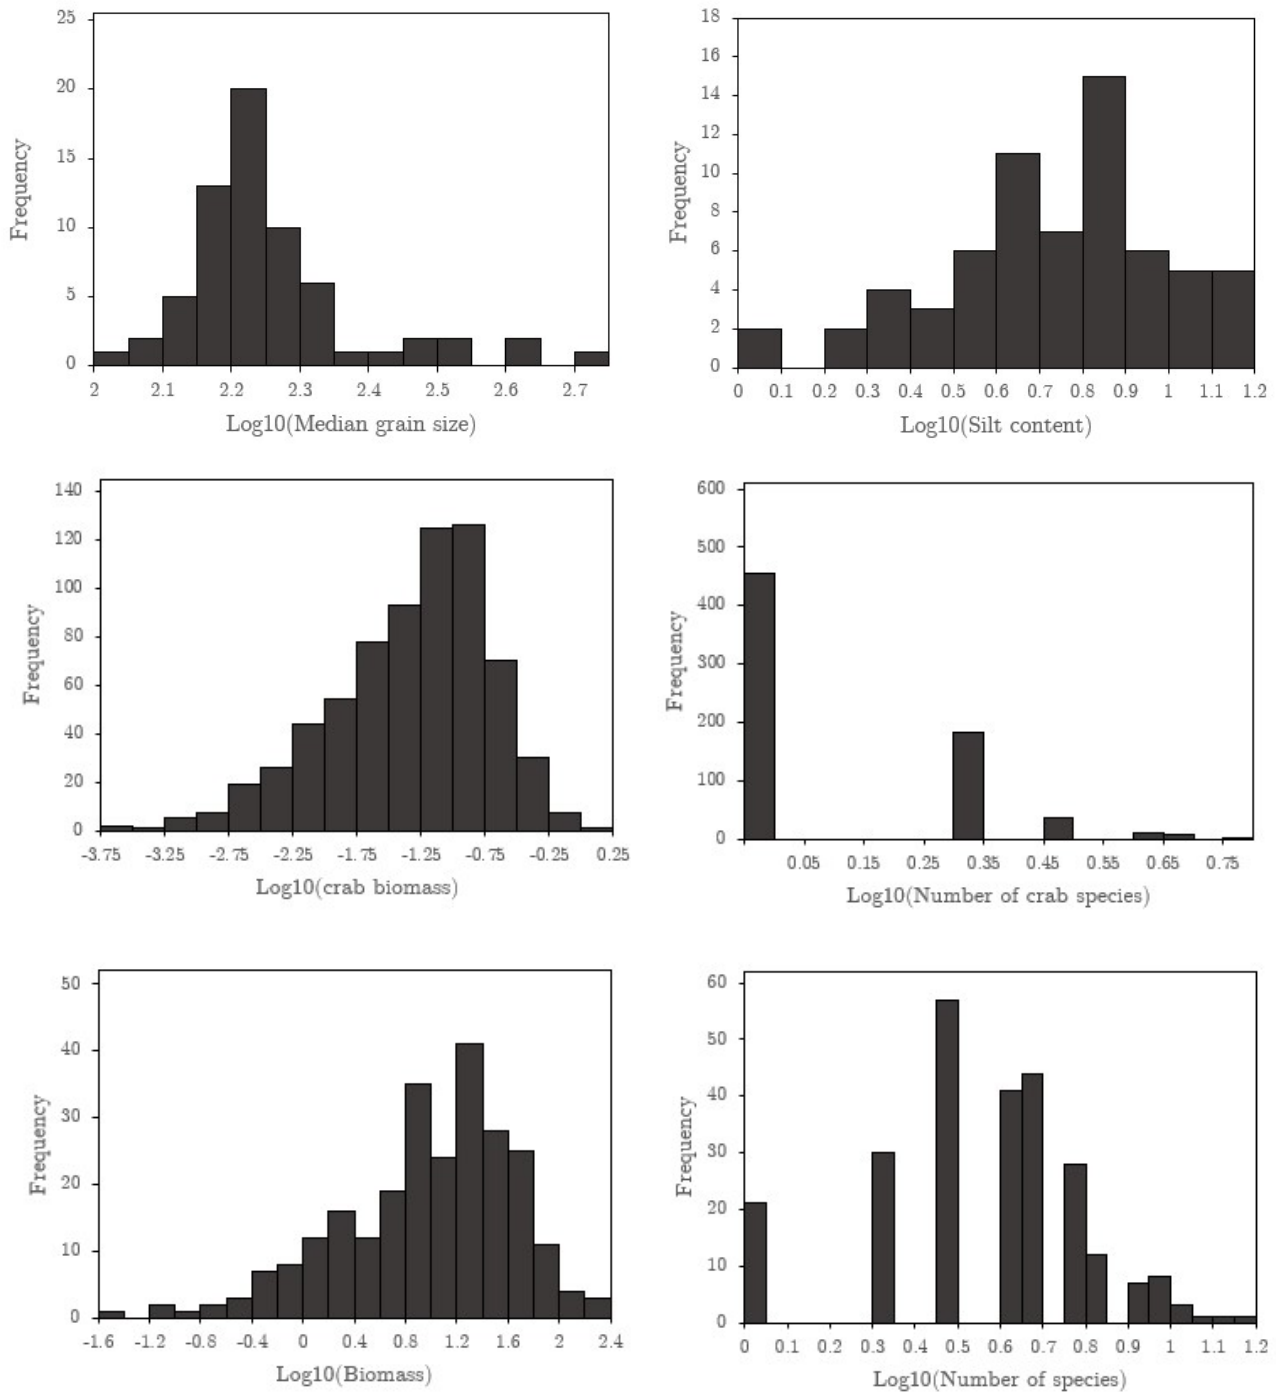 25
20
15
10
5
0
Frequency
2 2.1 2.2 2.3 2.4 2.5 2.6 2.7
Log10(Median grain size)
18
16
14
12
10
8
6
4
2
0
Frequency
0 0.1 0.2 0.3 0.4 0.5 0.6 0.7 0.8 0.9 1 1.1 1.2
Log10(Silt content)
140
120
100
80
60
40
20
0
Frequency
-3.75 -3.25 -2.75 -2.25 -1.75 -1.25 -0.75 -0.25 0.25
Log10(crab biomass)
600
500
400
300
200
100
0
Frequency
0.05 0.15 0.25 0.35 0.45 0.55 0.65 0.75
Log10(Number of crab species)
50
40
30
20
10
0
Frequency
-1.6 -1.2 -0.8 -0.4 0 0.4 0.8 1.2 1.6 2 2.4
Log10(Biomass)
60
50
40
30
20
10
0
Frequency
0 0.1 0.2 0.3 0.4 0.5 0.6 0.7 0.8 0.9 1 1.1 1.2
Log10(Number of species)